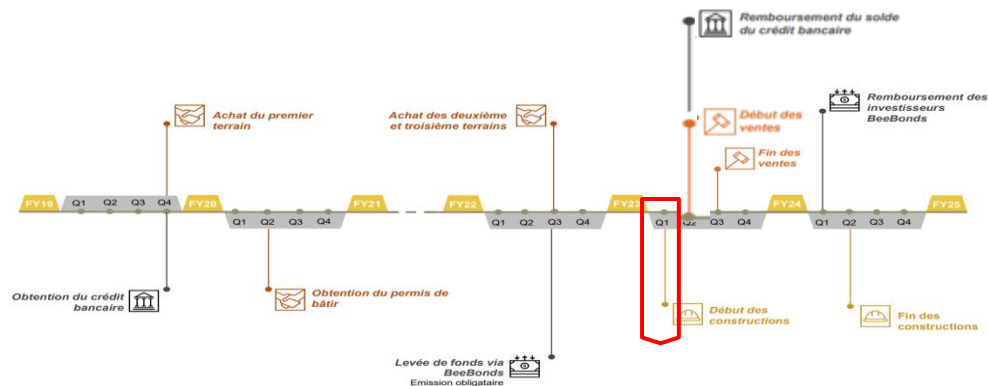 Remboursement du solde
du crédit bancaire
Achat du premier
terrain
Achat des deuxième
et troisième terrains
Début des
ventes
Remboursement des
investisseurs
BeeBonds
Fin des
ventes
FY19 Q1 Q2 Q3 Q4 FY20 Q1 Q2 Q3 Q4 FY21 FY22 Q1 Q2 Q3 Q4 FY23 Q1 Q2 Q3 Q4 FY24 Q1 Q2 Q3 Q4 FY25
Obtention du crédit
bancaire
Obtention du permis de
bâtir
Début des
constructions
Fin des
constructions
Levée de fonds via
BeeBonds
Emission obligataire